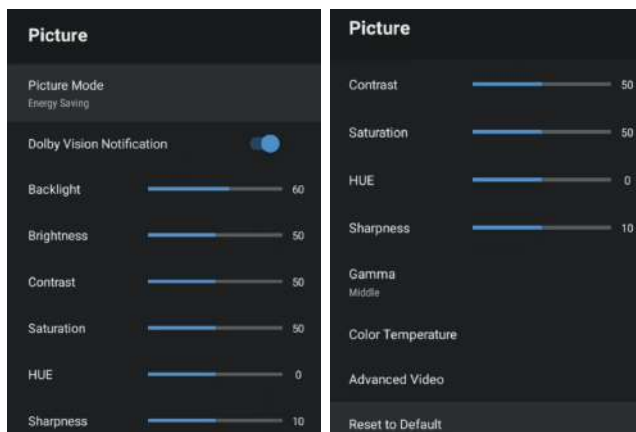 Picture
Picture Mode
Energy Saving
Dolby Vision Notification
Backlight 60
Brightness 50
Contrast 50
Saturation 50
HUE 0
Sharpness 10
Picture
Contrast 50
Saturation 50
HUE 0
Sharpness 10
Gamma
Middle
Color Temperature
Advanced Video
Reset to Default